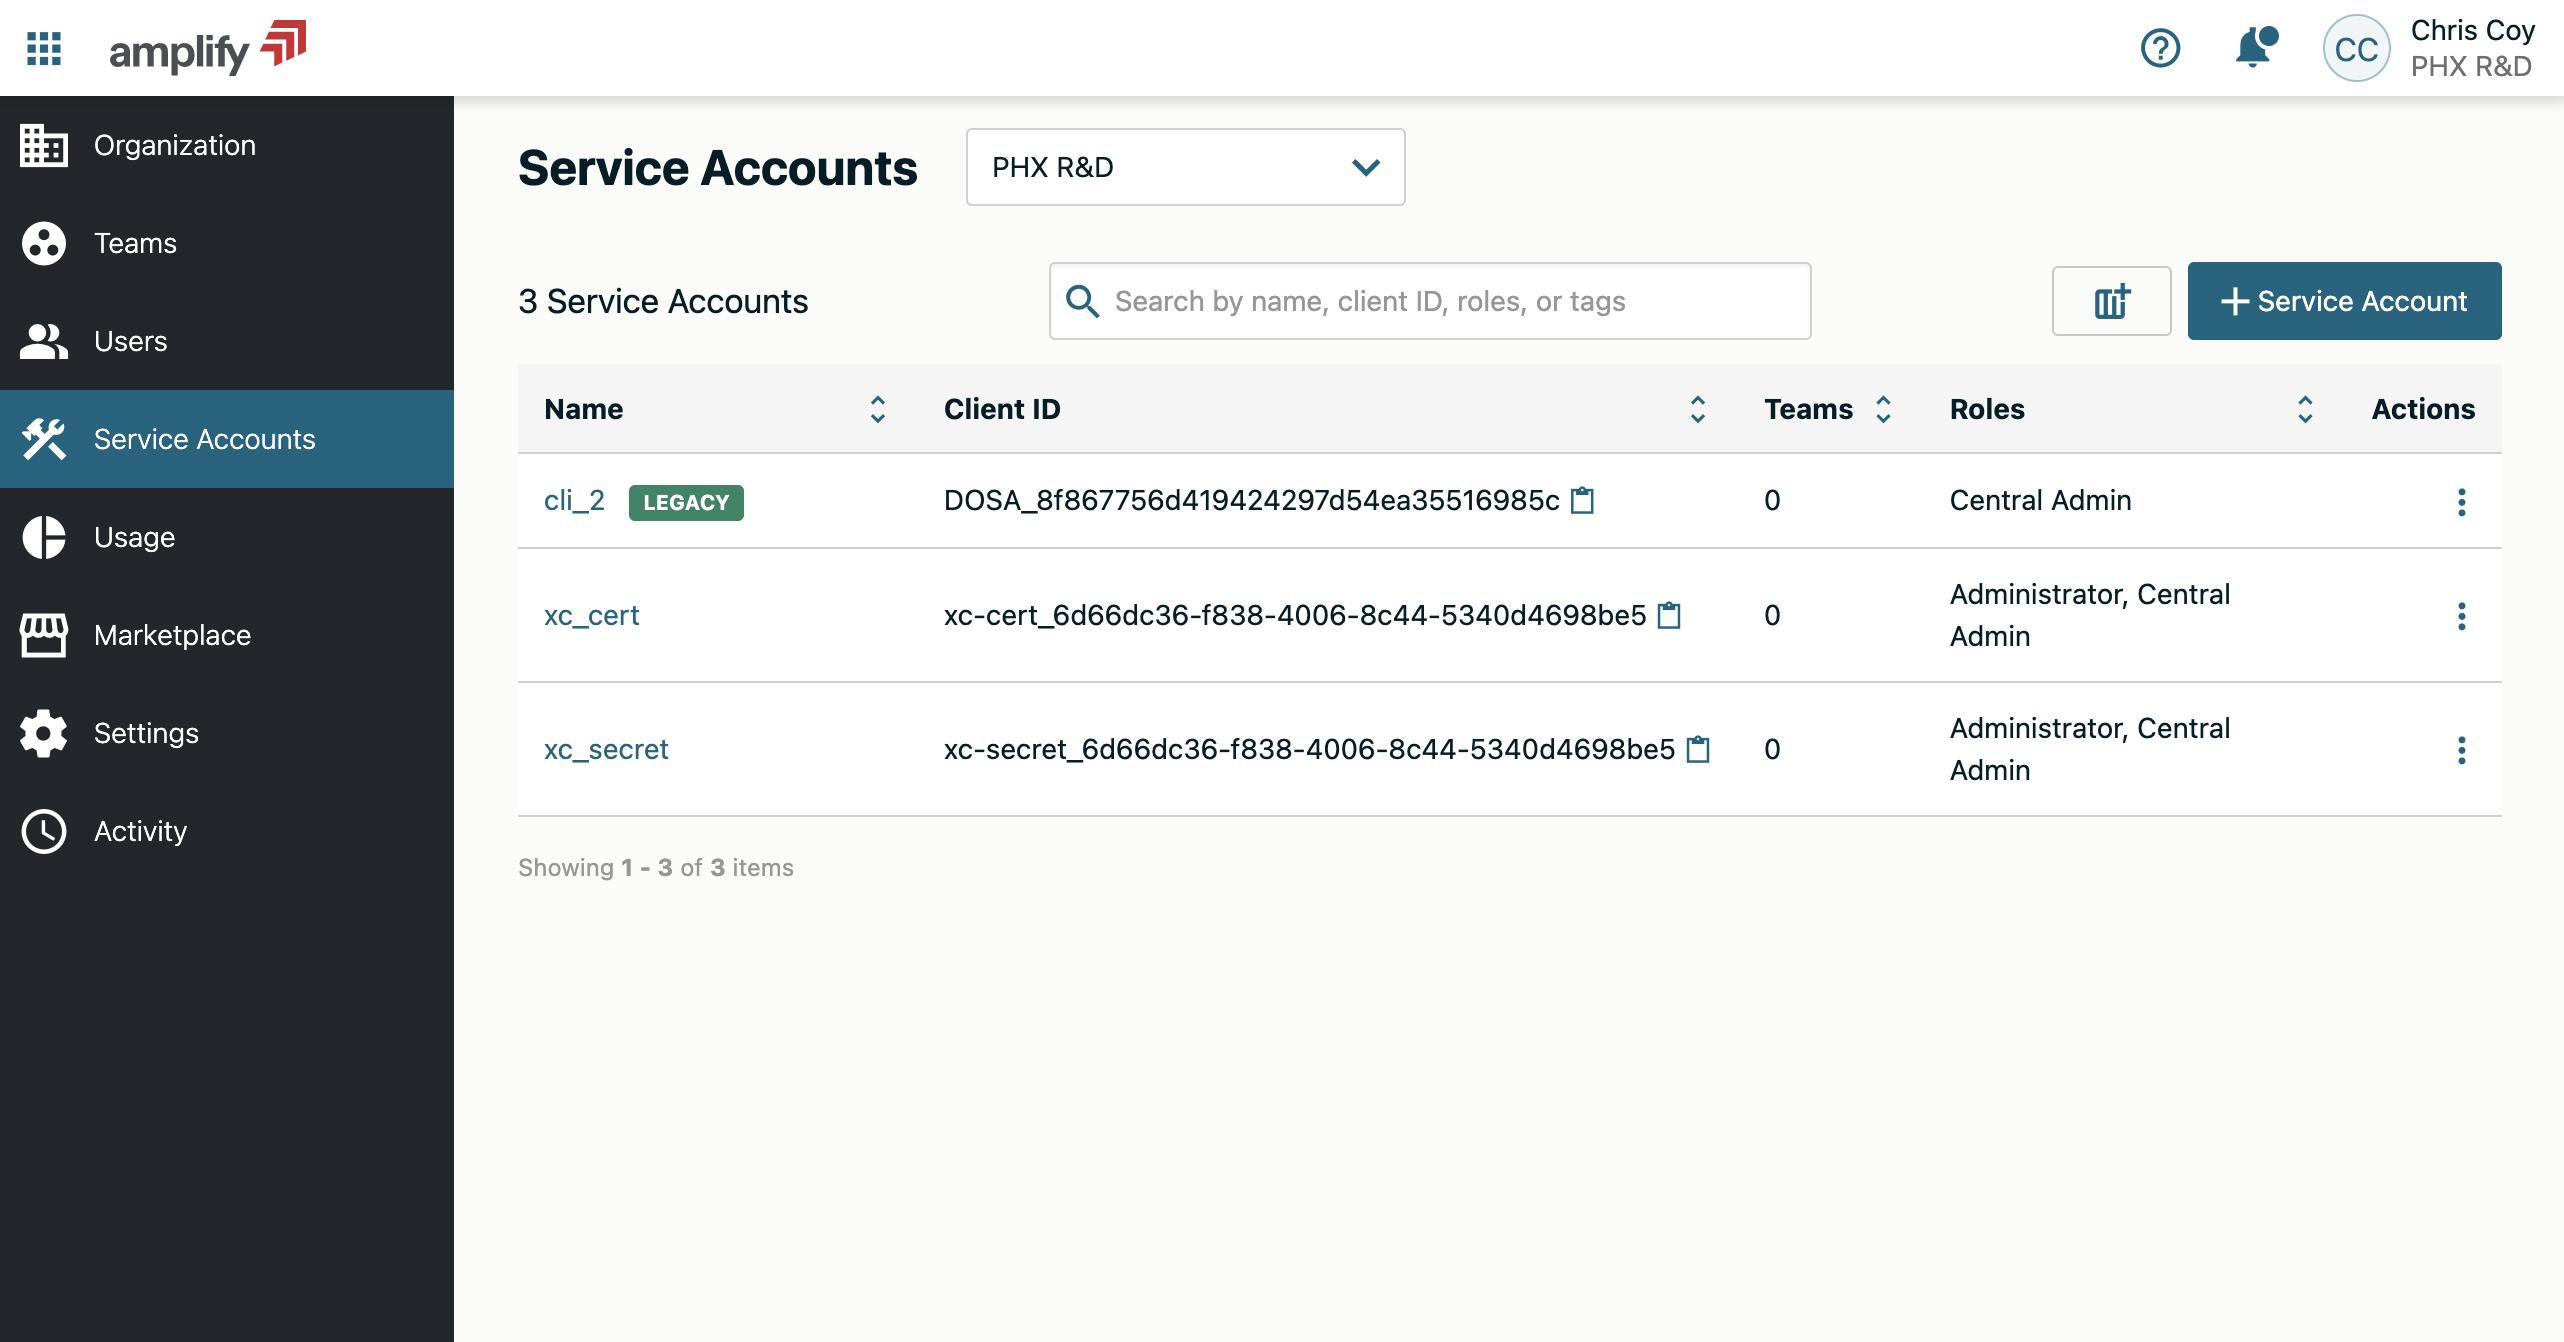 amplify
Chris Coy
CC
PHX R&D
Organization
Teams
Users
Service Accounts
Usage
Marketplace
Settings
Activity
Service Accounts
PHX R&D
3 Service Accounts
Search by name, client ID, roles, or tags
Service Account
Name Client ID Teams Roles Actions
cli_2 LEGACY DOSA_8f867756d419424297d54ea35516985c 0 Central Admin
xc_cert xc-cert_6d66dc36-f838-4006-8c44-5340d4698be5 0 Administrator, Central
Admin
xc_secret xc-secret_6d66dc36-f838-4006-8c44-5340d4698be5 0 Administrator, Central
Admin
Showing 1 - 3 of 3 items